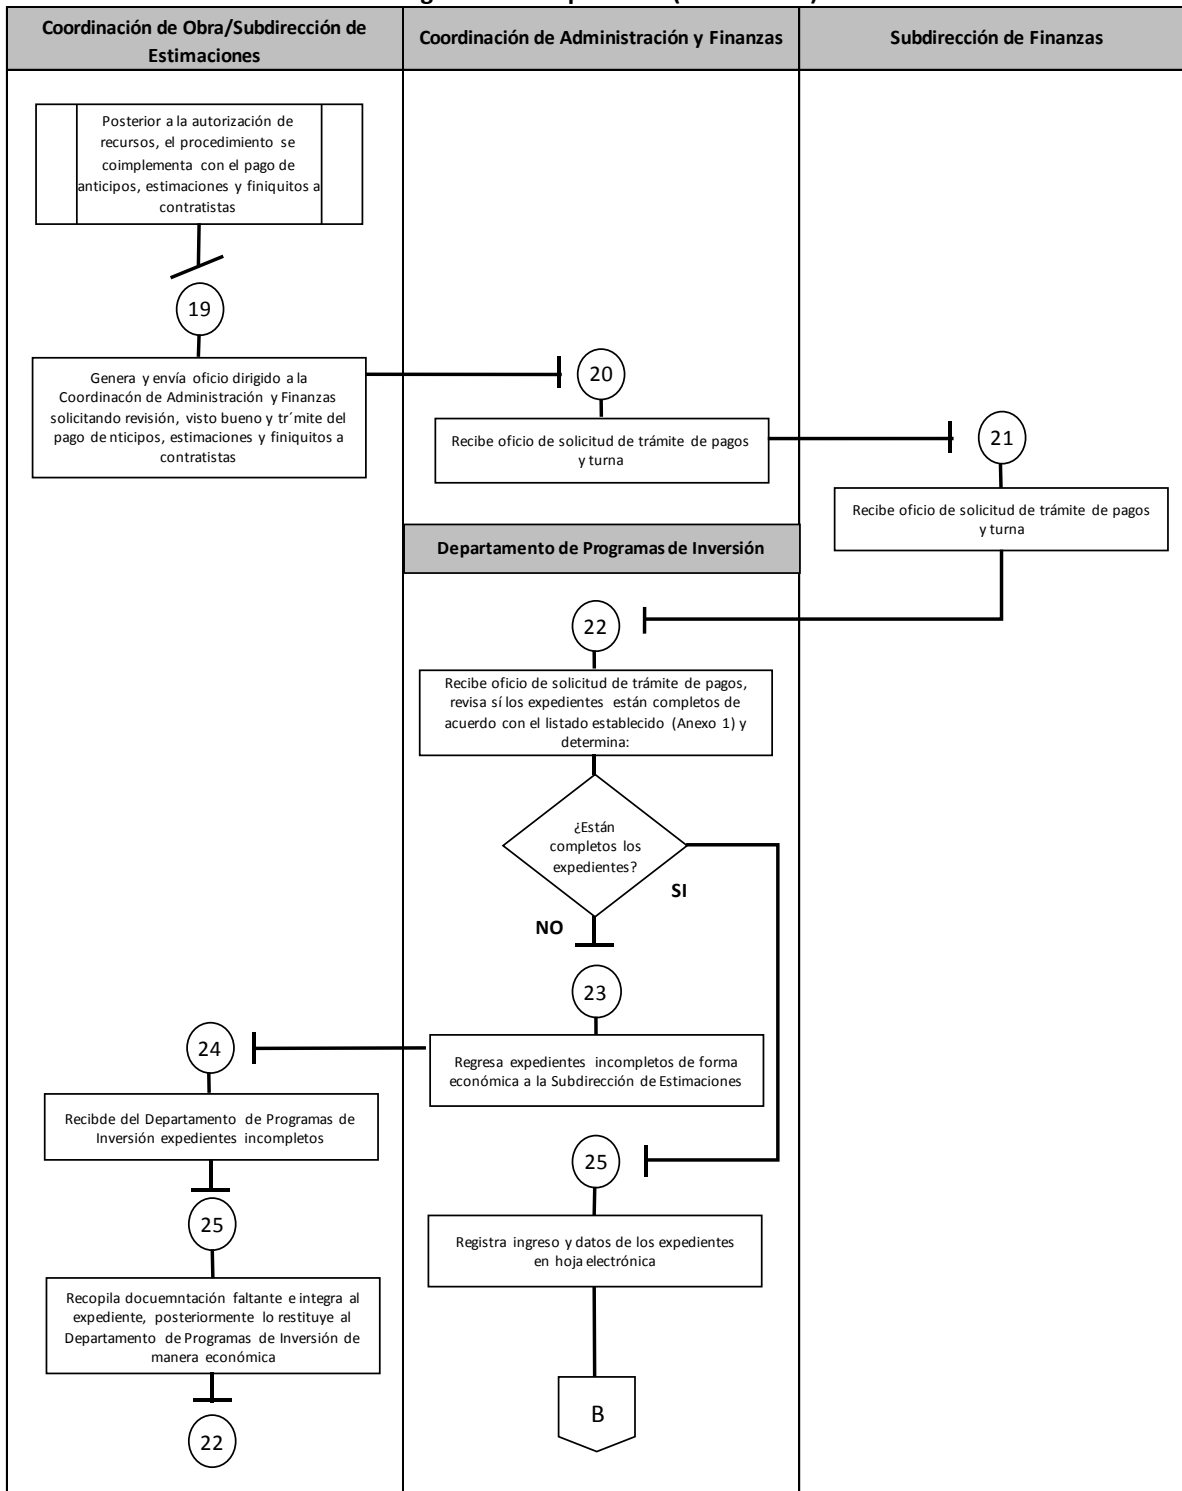 Coordinación de Obra/Subdirección de
Estimaciones
Coordinación de Administración y Finanzas
Subdirección de Finanzas
Posterior a la autorización de
recursos, el procedimiento se
coimplementa con el pago de
anticipos, estimaciones y finiquitos a
contratistas
19
Genera y envía oficio dirigido a la
Coordinacón de Administración y Finanzas
solicitando revisión, visto bueno y tr´mite del
pago de nticipos, estimaciones y finiquitos a
contratistas
20
Recibe oficio de solicitud de trámite de pagos
y turna
21
Recibe oficio de solicitud de trámite de pagos
y turna
Departamento de Programas de Inversión
22
Recibe oficio de solicitud de trámite de pagos,
revisa sí los expedientes están completos de
acuerdo con el listado establecido (Anexo 1) y
determina:
¿Están
completos los
expedientes?
SI
NO
23
Regresa expedientes incompletos de forma
económica a la Subdirección de Estimaciones
24
Recibde del Departamento de Programas de
Inversión expedientes incompletos
25
Recopila docuemntación faltante e integra al
expediente, posteriormente lo restituye al
Departamento de Programas de Inversión de
manera económica
22
25
Registra ingreso y datos de los expedientes
en hoja electrónica
B